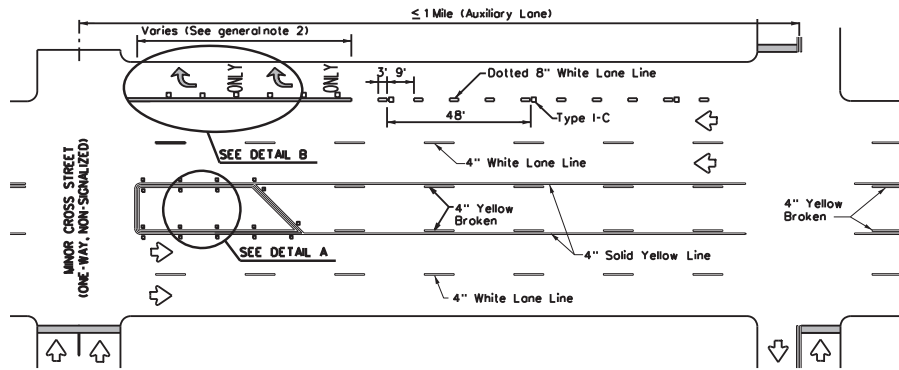 ≤ 1 Mile (Auxiliary Lane)
Varies (See general note 2)
ONLY
ONLY
3' 9'
Dotted 8" White Lane Line
48'
Type I-C
SEE DETAIL B
4" White Lane Line
MINOR CROSS STREET
(ONE-WAY, NON-SIGNALIZED)
4" Yellow
Broken
4" Yellow
Broken
SEE DETAIL A
4" Solid Yellow Line
4" White Lane Line